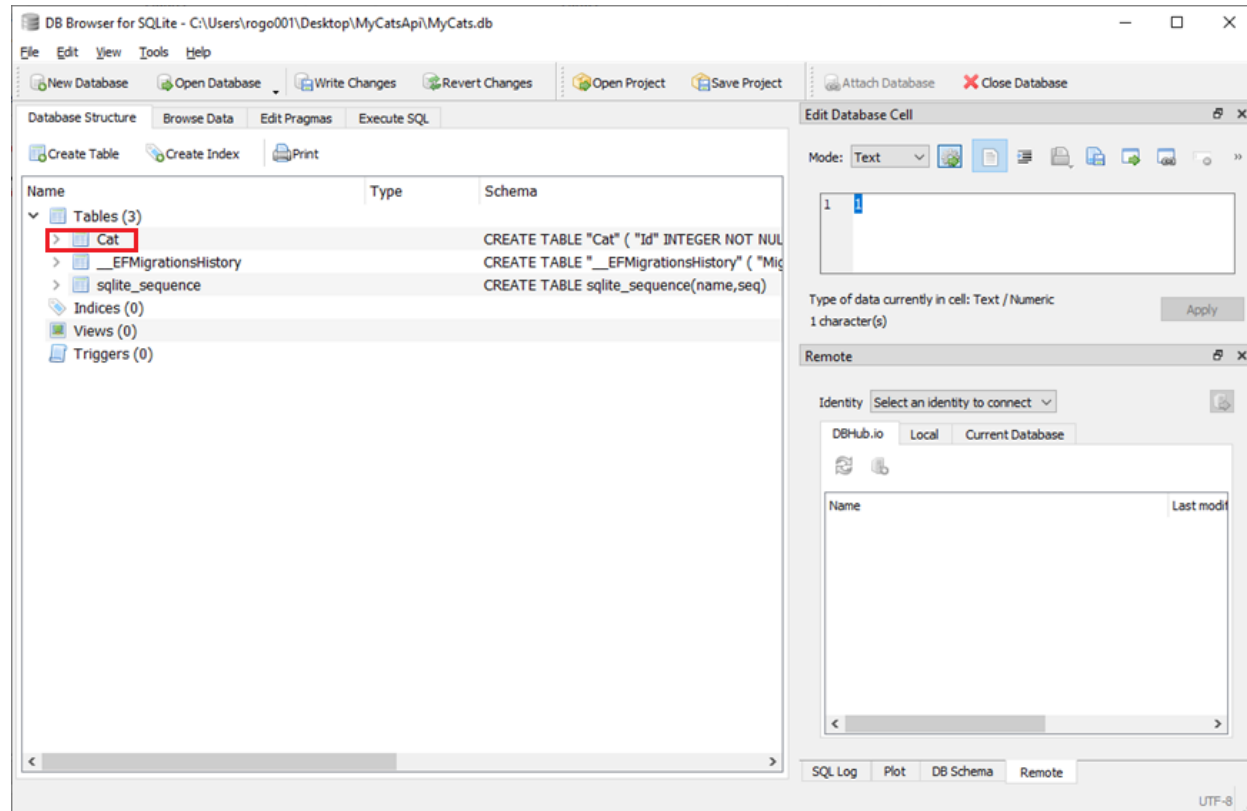 DB Browser for SQLite - C:\Users\rogo001\Desktop\MyCatsApi\MyCats.db
File Edit View Tools Help
New Database Open Database Write Changes Revert Changes Open Project Save Project Attach Database Close Database
Database Structure Browse Data Edit Pragmas Execute SQL
Create Table Create Index Print
Name Type Schema
Tables (3)
Cat CREATE TABLE "Cat" ( "Id" INTEGER NOT NUL
__EFMigrationsHistory CREATE TABLE "__EFMigrationsHistory" ( "Mig
sqlite_sequence CREATE TABLE sqlite_sequence(name,seq)
Indices (0)
Views (0)
Triggers (0)
Edit Database Cell
Mode: Text
1 1
Type of data currently in cell: Text / Numeric
1 character(s)
Apply
Remote
Identity Select an identity to connect
DBHub.io Local Current Database
Name Last modif
SQL Log Plot DB Schema Remote
UTF-8